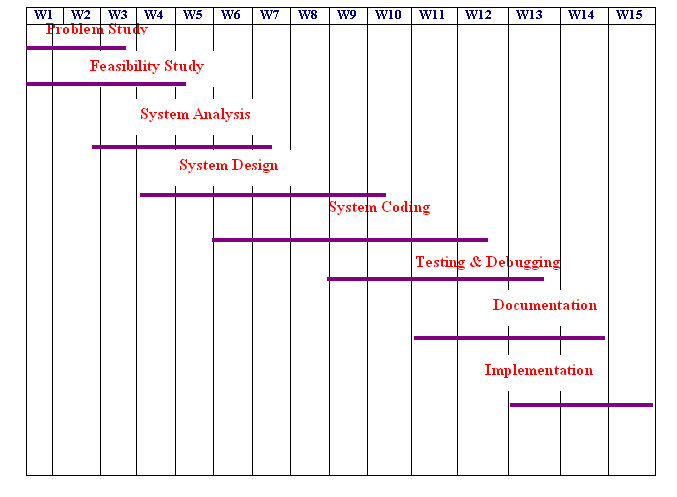 W1 W2 W3 W4 W5 W6 W7 W8 W9 W10 W11 W12 W13 W14 W15
Problem Study
Feasibility Study
System Analysis
System Design
System Coding
Testing & Debugging
Documentation
Implementation